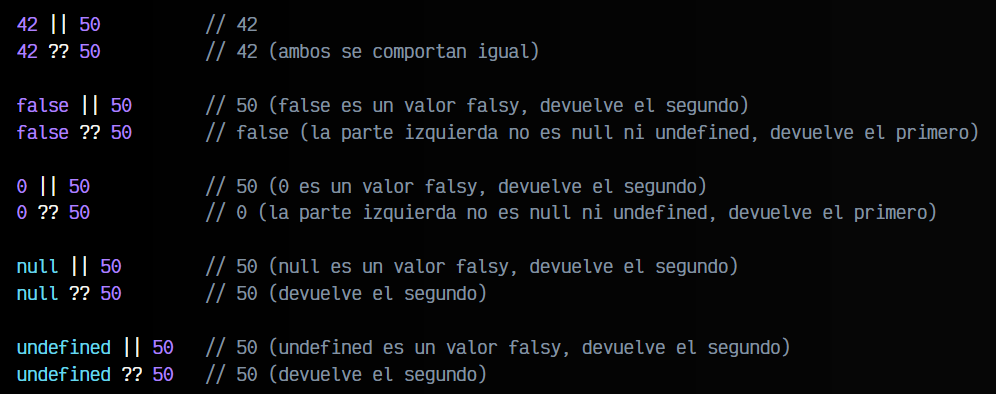 42 || 50          // 42
42 ?? 50          // 42 (ambos se comportan igual)
false || 50       // 50 (false es un valor falsy, devuelve el segundo)
false ?? 50       // false (la parte izquierda no es null ni undefined, devuelve el primero)
0 || 50           // 50 (0 es un valor falsy, devuelve el segundo)
0 ?? 50           // 0 (la parte izquierda no es null ni undefined, devuelve el primero)
null || 50        // 50 (null es un valor falsy, devuelve el segundo)
null ?? 50        // 50 (devuelve el segundo)
undefined || 50   // 50 (undefined es un valor falsy, devuelve el segundo)
undefined ?? 50   // 50 (devuelve el segundo)